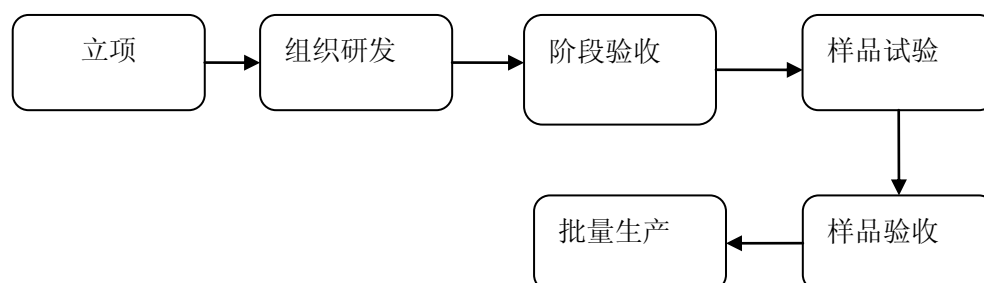 立项
组织研发
阶段验收
样品试验
样品验收
批量生产